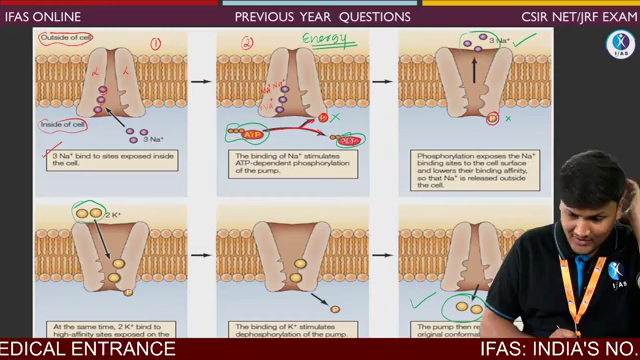 IFAS ONLINE
PREVIOUS YEAR QUESTIONS
CSIR NET/JRF EXAM
Outside of cell
1
α
Inside of cell
3 Na+
3 Na+ bind to sites exposed inside
the cell.
2
Energy
Na+ Na+
Na+
ATP
The binding of Na+ stimulates
ATP-dependent phosphorylation
of the pump.
3 Na+
P
Phosphorylation exposes the Na+
binding sites to the cell surface
and lowers their binding affinity,
so that Na+ is released outside
the cell.
IFAS
2 K+
P
At the same time, 2 K+ bind to
high-affinity sites exposed on the
P
The binding of K+ stimulates
dephosphorylation of the pump.
The pump then
original conforma
EDICAL ENTRANCE
IFAS: INDIA'S NO.